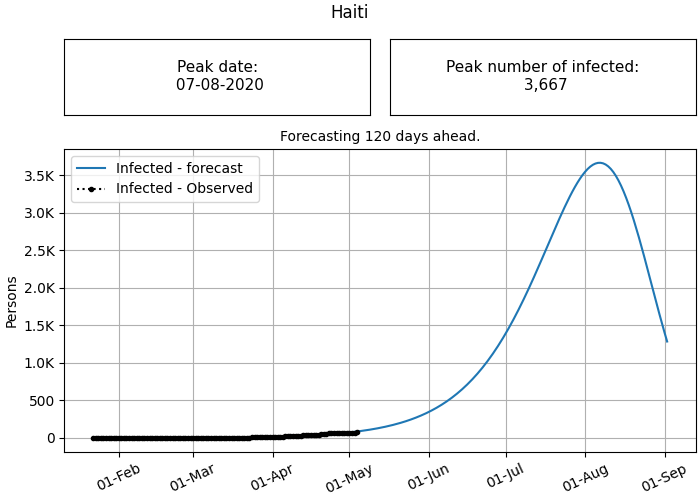 Haiti
Peak date:
07-08-2020
Peak number of infected:
3,667
Forecasting 120 days ahead.
Infected - forecast
Infected - Observed
3.5K
3.0K
2.5K
2.0K
1.5K
1.0K
500
0
Persons
01-Feb
01-Mar
01-Apr
01-May
01-Jun
01-Jul
01-Aug
01-Sep